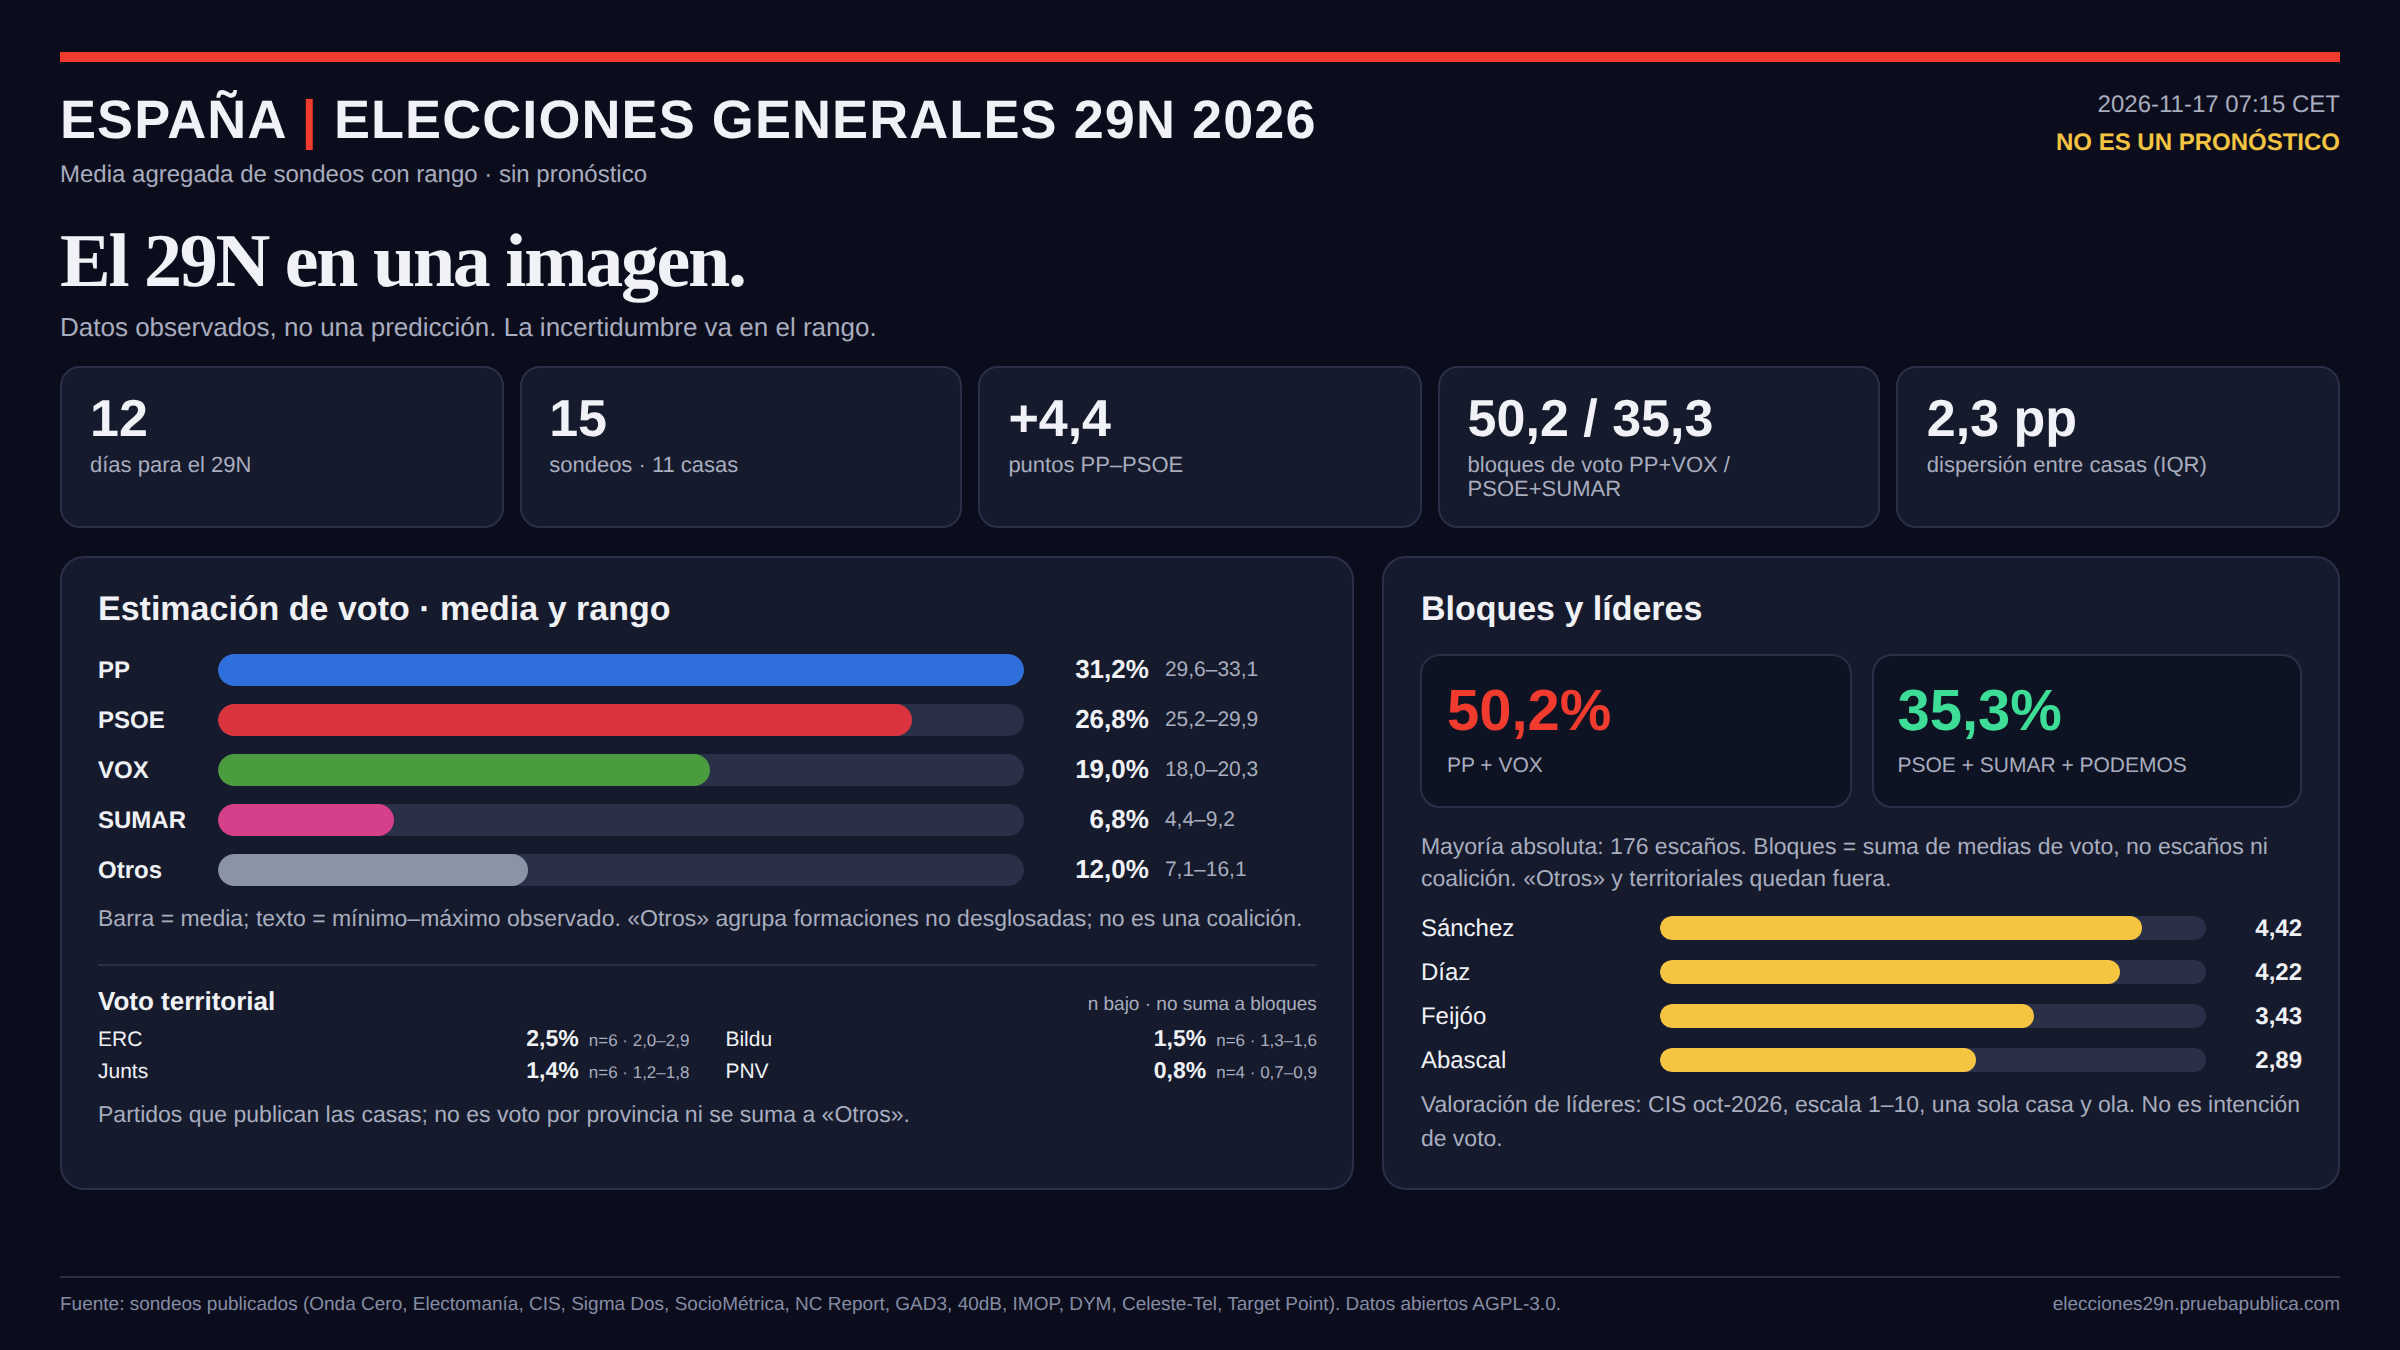 ESPAÑA | ELECCIONES GENERALES 29N 2026
2026-11-17 07:15 CET
NO ES UN PRONÓSTICO
Media agregada de sondeos con rango · sin pronóstico
El 29N en una imagen.
Datos observados, no una predicción. La incertidumbre va en el rango.
12
días para el 29N
15
sondeos · 11 casas
+4,4
puntos PP–PSOE
50,2 / 35,3
bloques de voto PP+VOX /
PSOE+SUMAR
2,3 pp
dispersión entre casas (IQR)
Estimación de voto · media y rango
PP 31,2% 29,6–33,1
PSOE 26,8% 25,2–29,9
VOX 19,0% 18,0–20,3
SUMAR 6,8% 4,4–9,2
Otros 12,0% 7,1–16,1
Barra = media; texto = mínimo–máximo observado. «Otros» agrupa formaciones no desglosadas; no es una coalición.
Voto territorial n bajo · no suma a bloques
ERC 2,5% n=6 · 2,0–2,9 Bildu 1,5% n=6 · 1,3–1,6
Junts 1,4% n=6 · 1,2–1,8 PNV 0,8% n=4 · 0,7–0,9
Partidos que publican las casas; no es voto por provincia ni se suma a «Otros».
Bloques y líderes
50,2%
PP + VOX
35,3%
PSOE + SUMAR + PODEMOS
Mayoría absoluta: 176 escaños. Bloques = suma de medias de voto, no escaños ni
coalición. «Otros» y territoriales quedan fuera.
Sánchez 4,42
Díaz 4,22
Feijóo 3,43
Abascal 2,89
Valoración de líderes: CIS oct-2026, escala 1–10, una sola casa y ola. No es intención
de voto.
Fuente: sondeos publicados (Onda Cero, Electomanía, CIS, Sigma Dos, SocioMétrica, NC Report, GAD3, 40dB, IMOP, DYM, Celeste-Tel, Target Point). Datos abiertos AGPL-3.0.
elecciones29n.pruebapublica.com